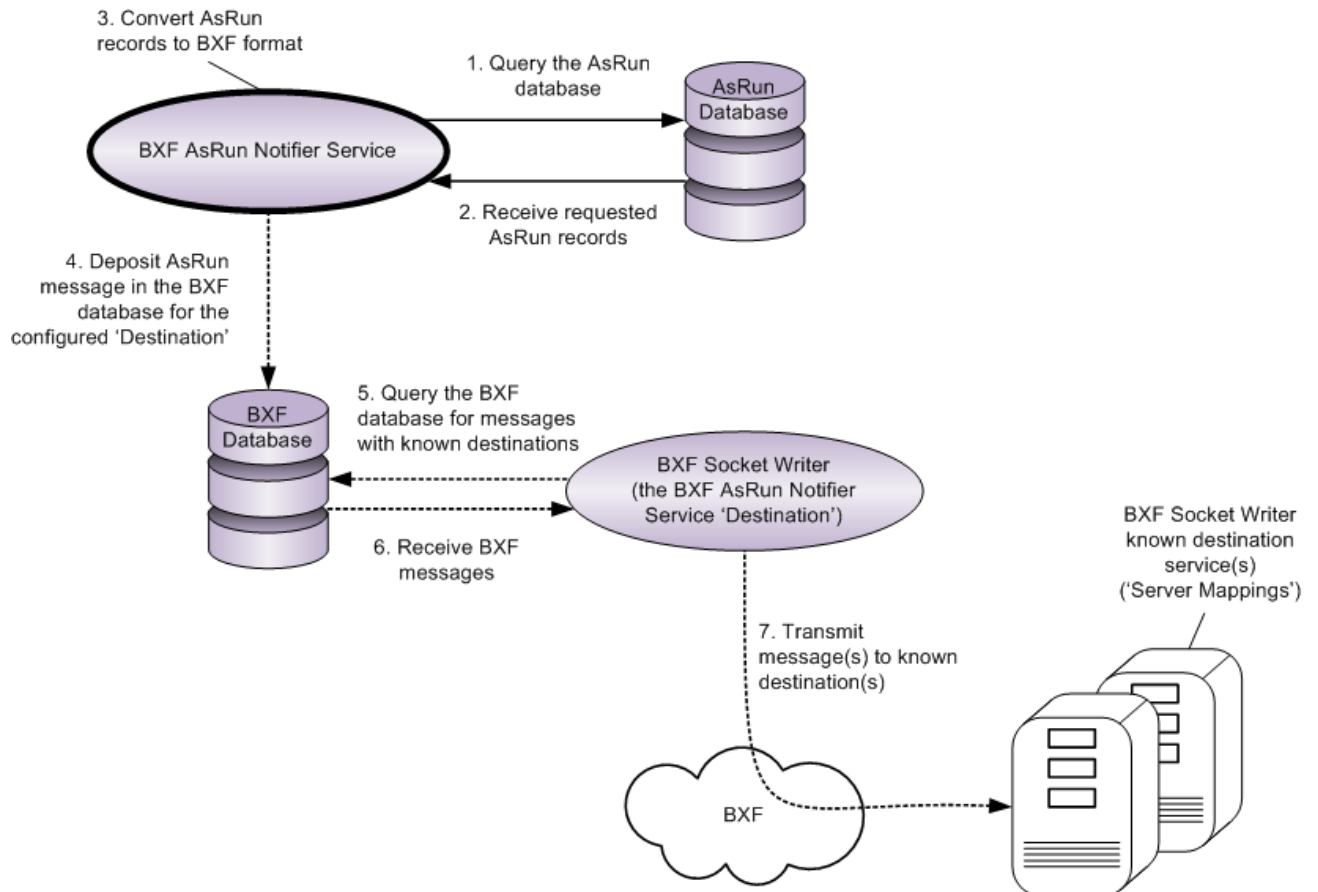 3. Convert AsRun
records to BXF format
1. Query the AsRun
database
AsRun
Database
BXF AsRun Notifier Service
2. Receive requested
AsRun records
4. Deposit AsRun
message in the BXF
database for the
configured ‘Destination’
5. Query the BXF
database for messages
with known destinations
BXF
Database
BXF Socket Writer
(the BXF AsRun Notifier
Service ‘Destination’)
6. Receive BXF
messages
BXF Socket Writer
known destination
service(s)
(‘Server Mappings’)
7. Transmit
message(s) to known
destination(s)
BXF